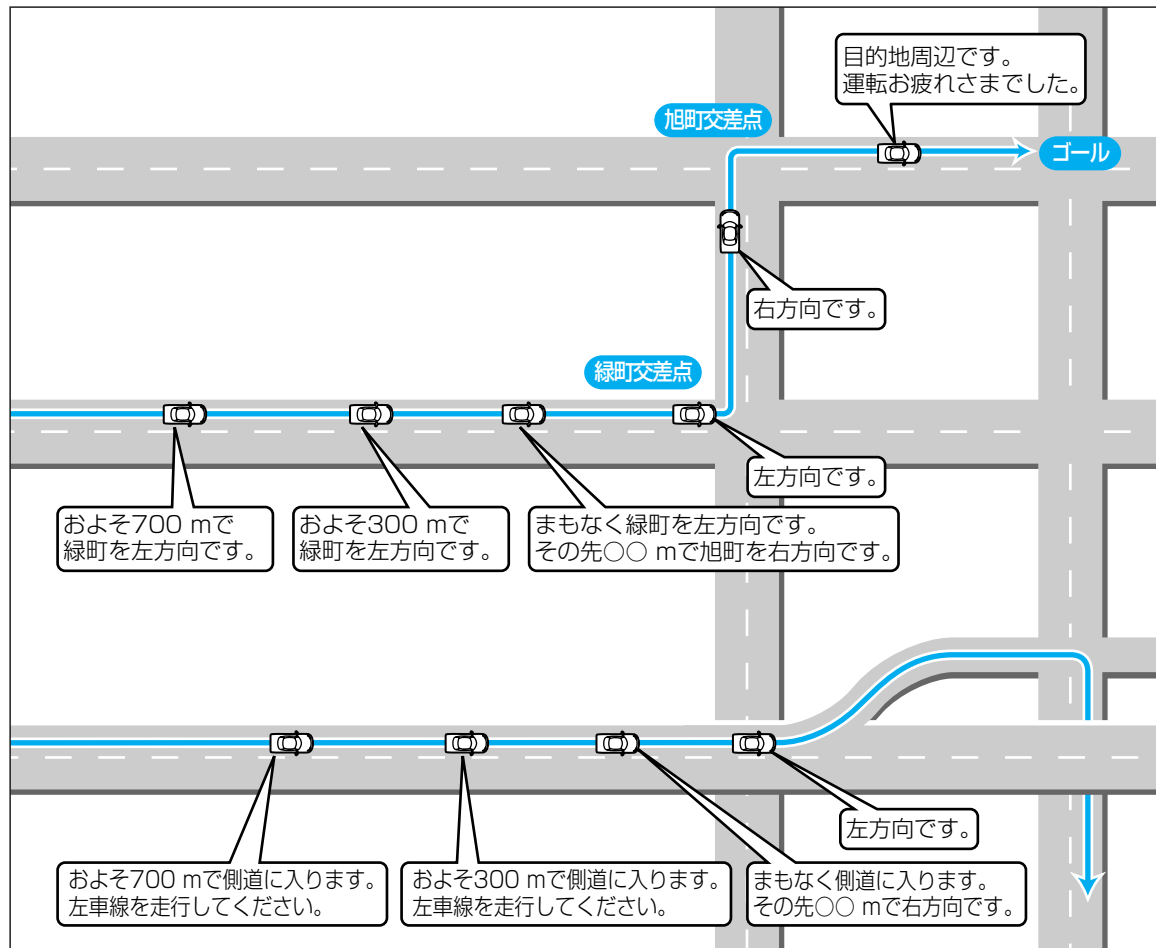 目的地周辺です。
運転お疲れさまでした。
旭町交差点
ゴール
右方向です。
緑町交差点
左方向です。
およそ700 mで
緑町を左方向です。
およそ300 mで
緑町を左方向です。
まもなく緑町を左方向です。
その先○○ mで旭町を右方向です。
左方向です。
およそ700 mで側道に入ります。
左車線を走行してください。
およそ300 mで側道に入ります。
左車線を走行してください。
まもなく側道に入ります。
その先○○ mで右方向です。